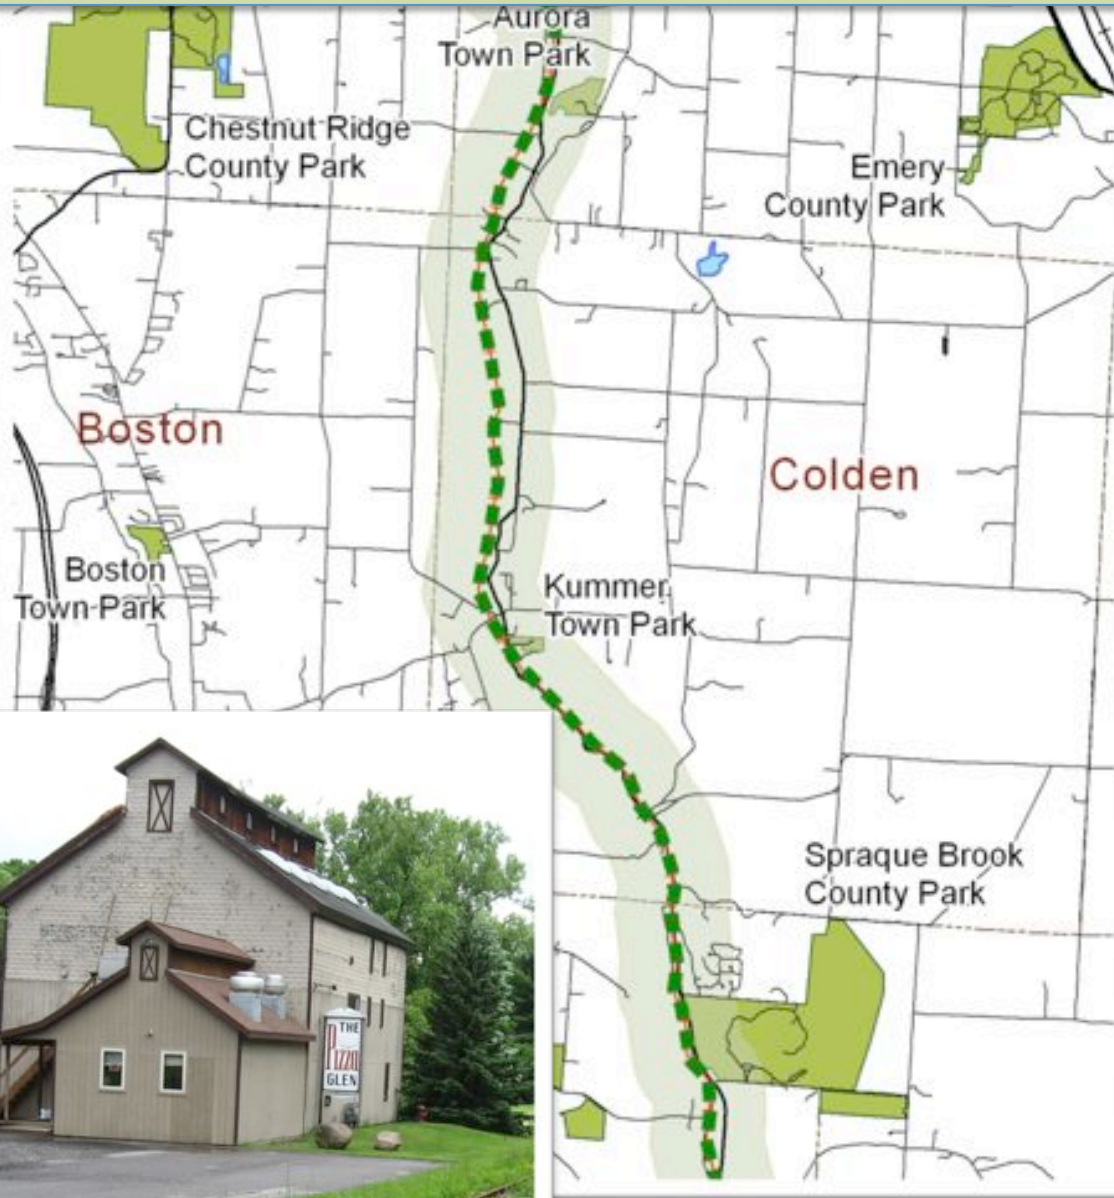 Aurora
Town Park
Chestnut Ridge
County Park
Emery
County Park
Boston
Colden
Boston
Town Park
Kummer
Town Park
Spraque Brook
County Park
THE
Pizza
GLEN